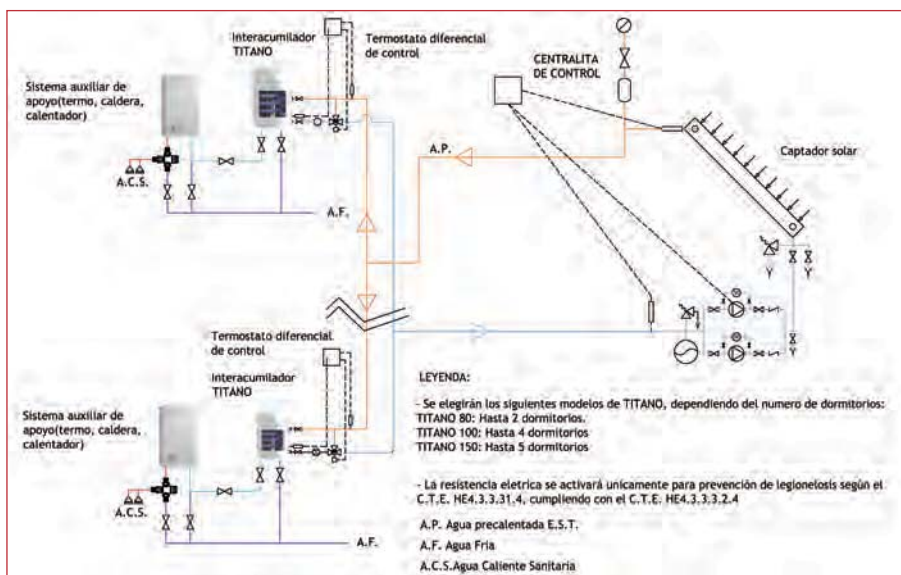 Interacumilador
TITANO
Termostato diferencial
de control
CENTRALITA
DE CONTROL
Sistema auxiliar de
apoyo(termo, caldera,
calentador)
Captador solar
A.P.
A.C.S.
A.F.
Termostato diferencial
de control
Interacumilador
TITANO
Sistema auxiliar de
apoyo(termo, caldera,
calentador)
A.C.S.
A.F.
LEYENDA:
- Se elegirán los siguientes modelos de TITANO, dependiendo del numero de dormitorios:
TITANO 80: Hasta 2 dormitorios.
TITANO 100: Hasta 4 dormitorios
TITANO 150: Hasta 5 dormitorios
- La resistencia eletrica se activará unicamente para prevención de legionelosis según el
C.T.E. HE4.3.3.31.4, cumpliendo con el C.T.E. HE4.3.3.3.2.4
A.P. Agua precalentada E.S.T.
A.F. Agua Fria
A.C.S.Agua Caliente Sanitaria